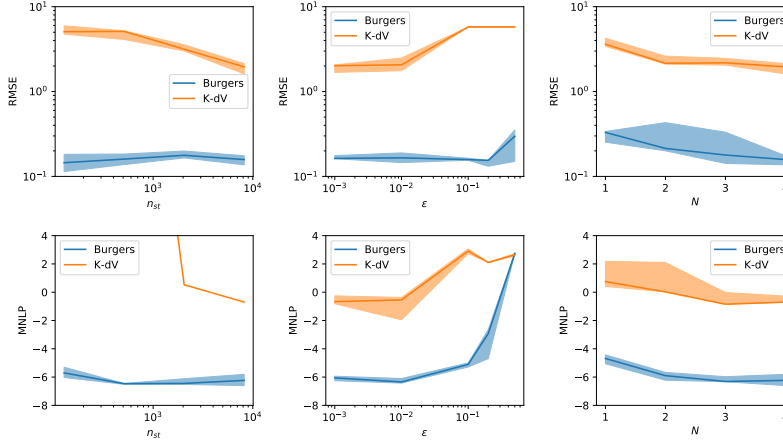 10^1
10^0
10^-1
RMSE
Burgers
K-dV
10^3
10^4
n_st
10^1
10^0
10^-1
RMSE
Burgers
K-dV
10^-3
10^-2
10^-1
ε
10^1
10^0
10^-1
RMSE
Burgers
K-dV
1
2
3
4
N
4
2
0
−2
−4
−6
−8
MNLP
Burgers
K-dV
10^3
10^4
n_st
4
2
0
−2
−4
−6
−8
MNLP
Burgers
K-dV
10^-3
10^-2
10^-1
ε
4
2
0
−2
−4
−6
−8
MNLP
Burgers
K-dV
1
2
3
4
N